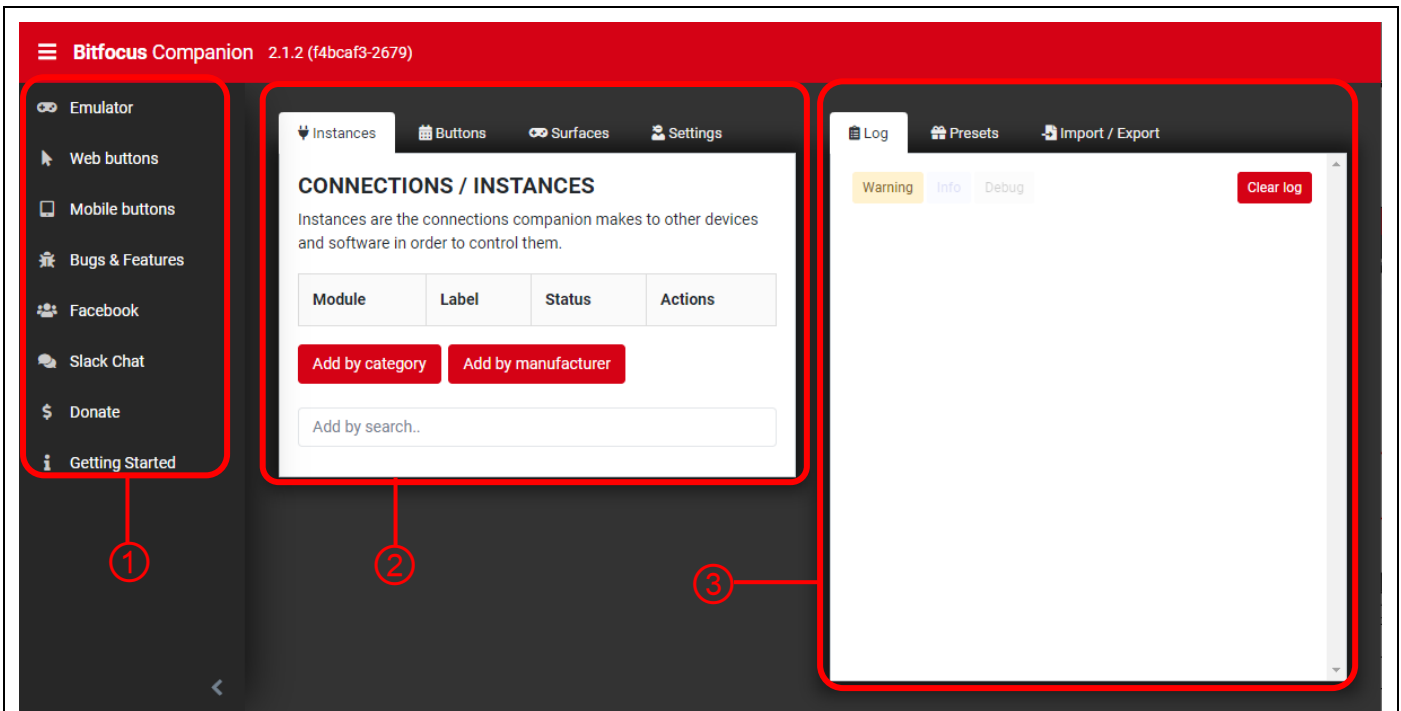 Bitfocus Companion 2.1.2 (f4bcaf3-2679)
Emulator
Web buttons
Mobile buttons
Bugs & Features
Facebook
Slack Chat
Donate
Getting Started
1
Instances Buttons Surfaces Settings
CONNECTIONS / INSTANCES
Instances are the connections companion makes to other devices
and software in order to control them.
Module Label Status Actions
Add by category Add by manufacturer
Add by search..
2
Log Presets Import / Export
Warning Info Debug Clear log
3